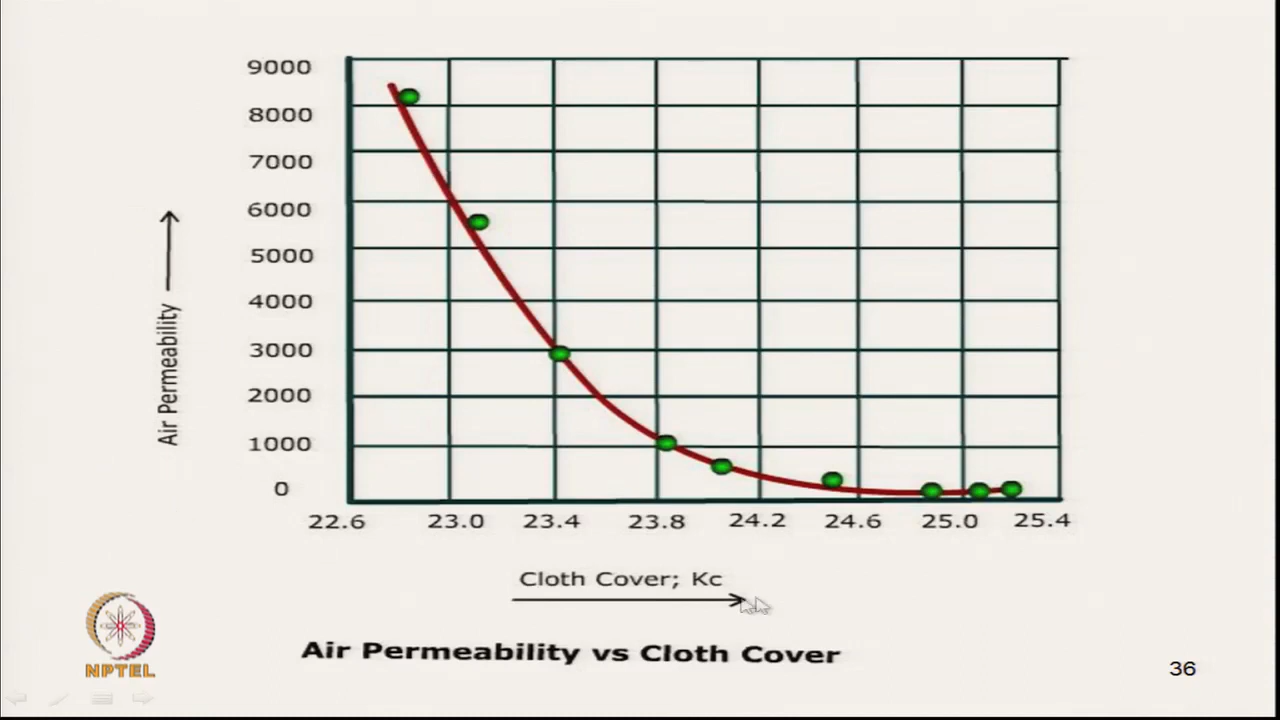 9000
8000
7000
6000
5000
4000
3000
2000
1000
0
Air Permeability
22.6 23.0 23.4 23.8 24.2 24.6 25.0 25.4
Cloth Cover; Kc
Air Permeability vs Cloth Cover
NPTEL
36